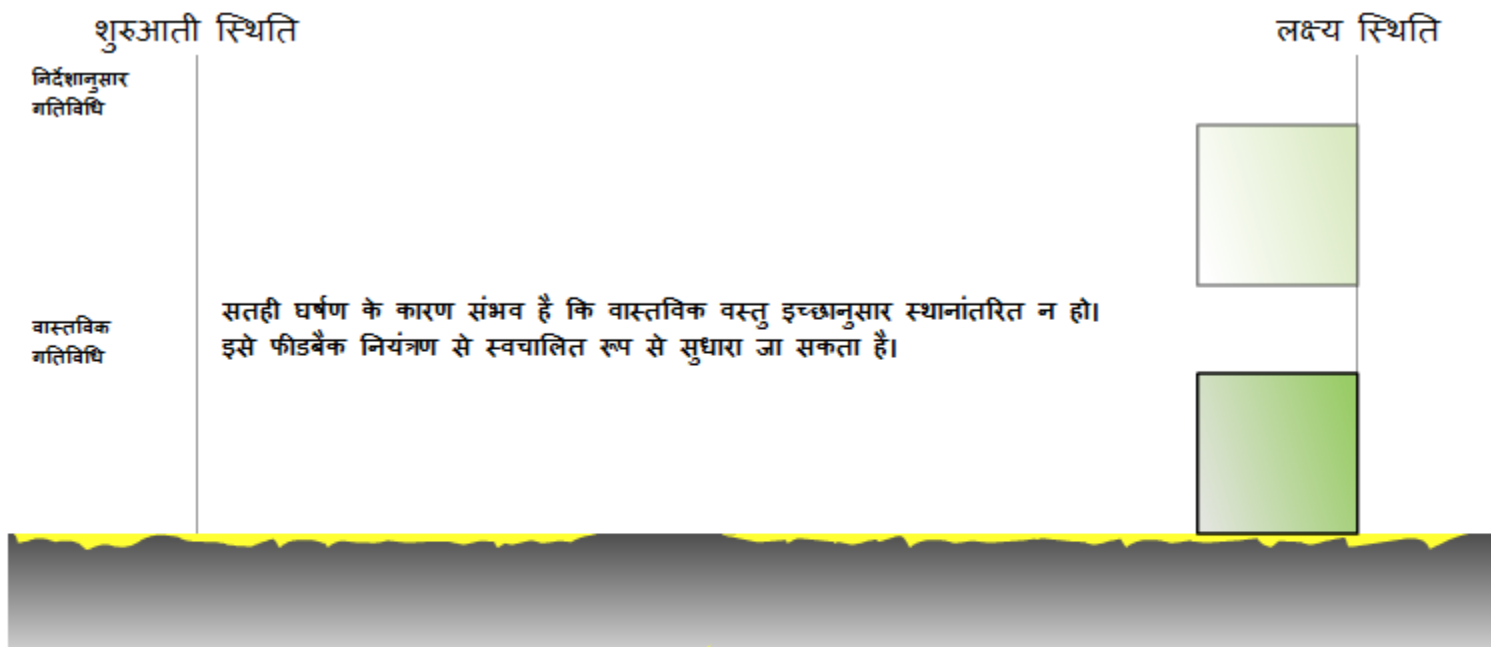 शुरुआती स्थिति
लक्ष्य स्थिति
निर्देशानुसार
गतिविधि
सतही घर्षण के कारण संभव है कि वास्तविक वस्तु इच्छानुसार स्थानांतरित न हो।
इसे फीडबैक नियंत्रण से स्वचालित रूप से सुधारा जा सकता है।
वास्तविक
गतिविधि